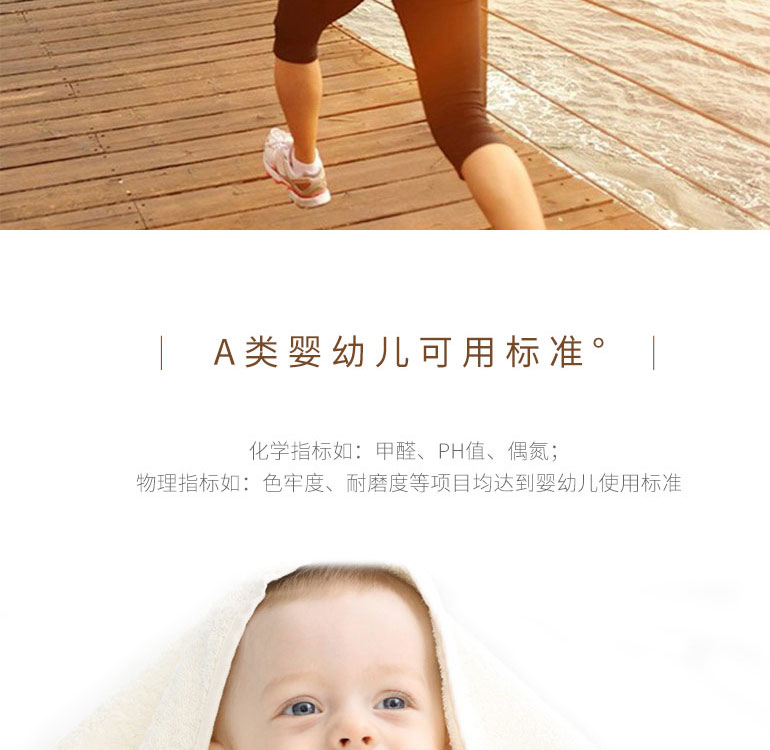 A类婴幼儿可用标准°
化学指标如：甲醛、PH值、偶氮；
物理指标如：色牢度、耐磨度等项目均达到婴幼儿使用标准